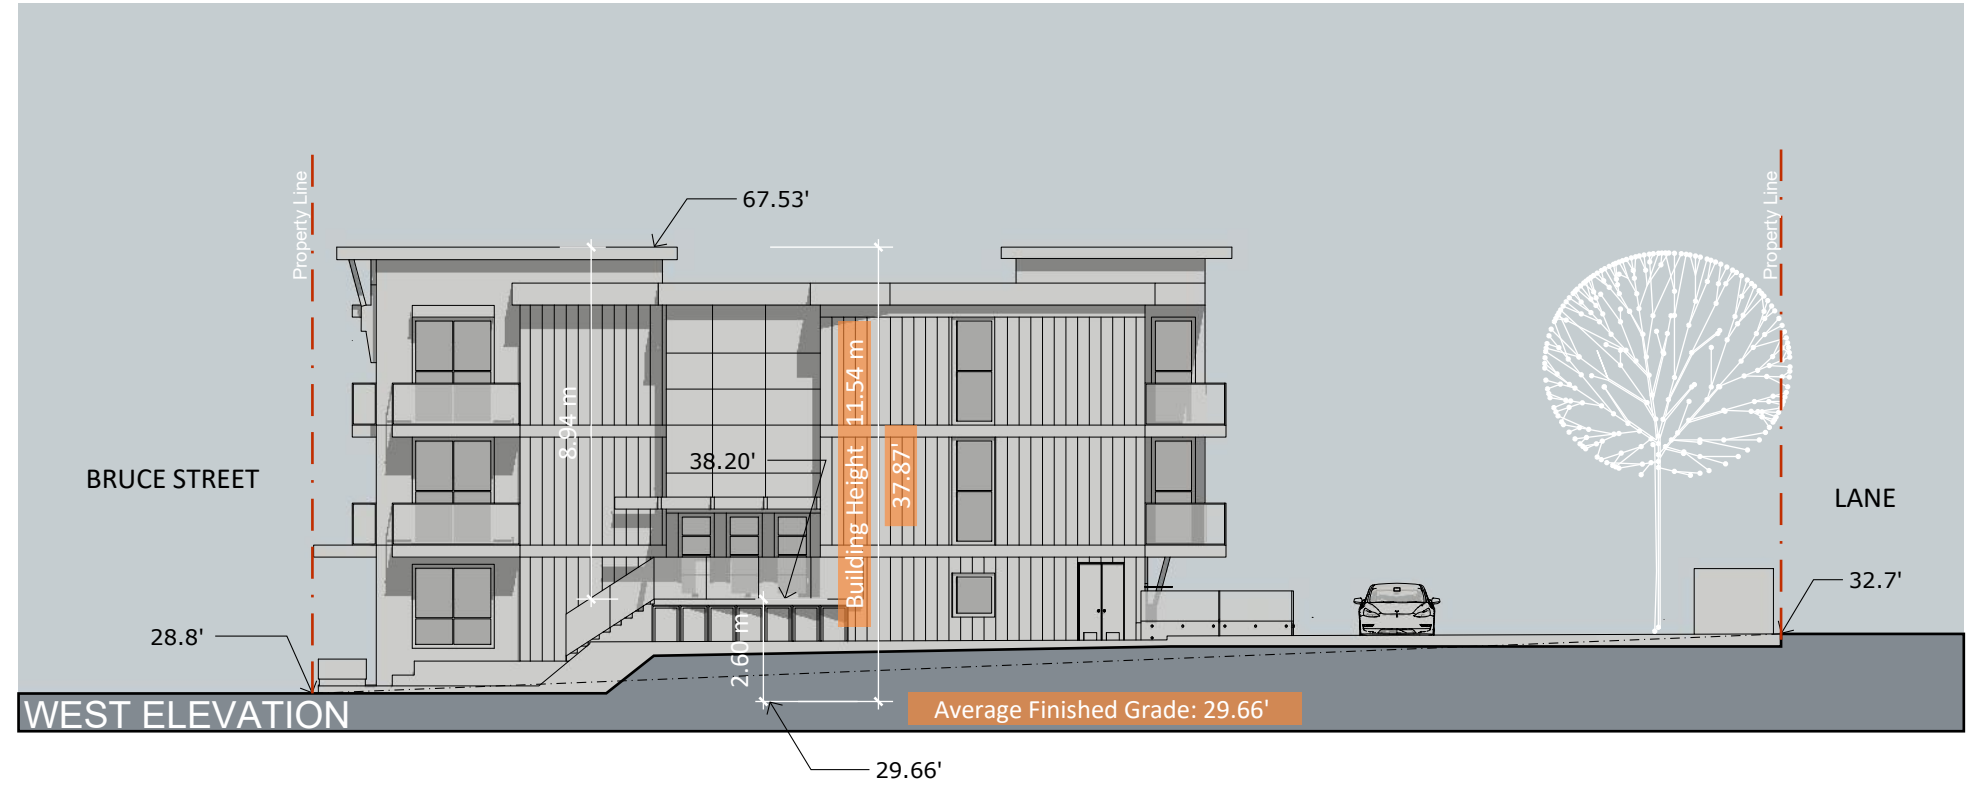 Property Line
Property Line
67.53'
8.94 m
Building Height 11.54 m
37.87'
38.20'
BRUCE STREET
LANE
32.7'
28.8'
2.60 m
WEST ELEVATION
Average Finished Grade: 29.66'
29.66'